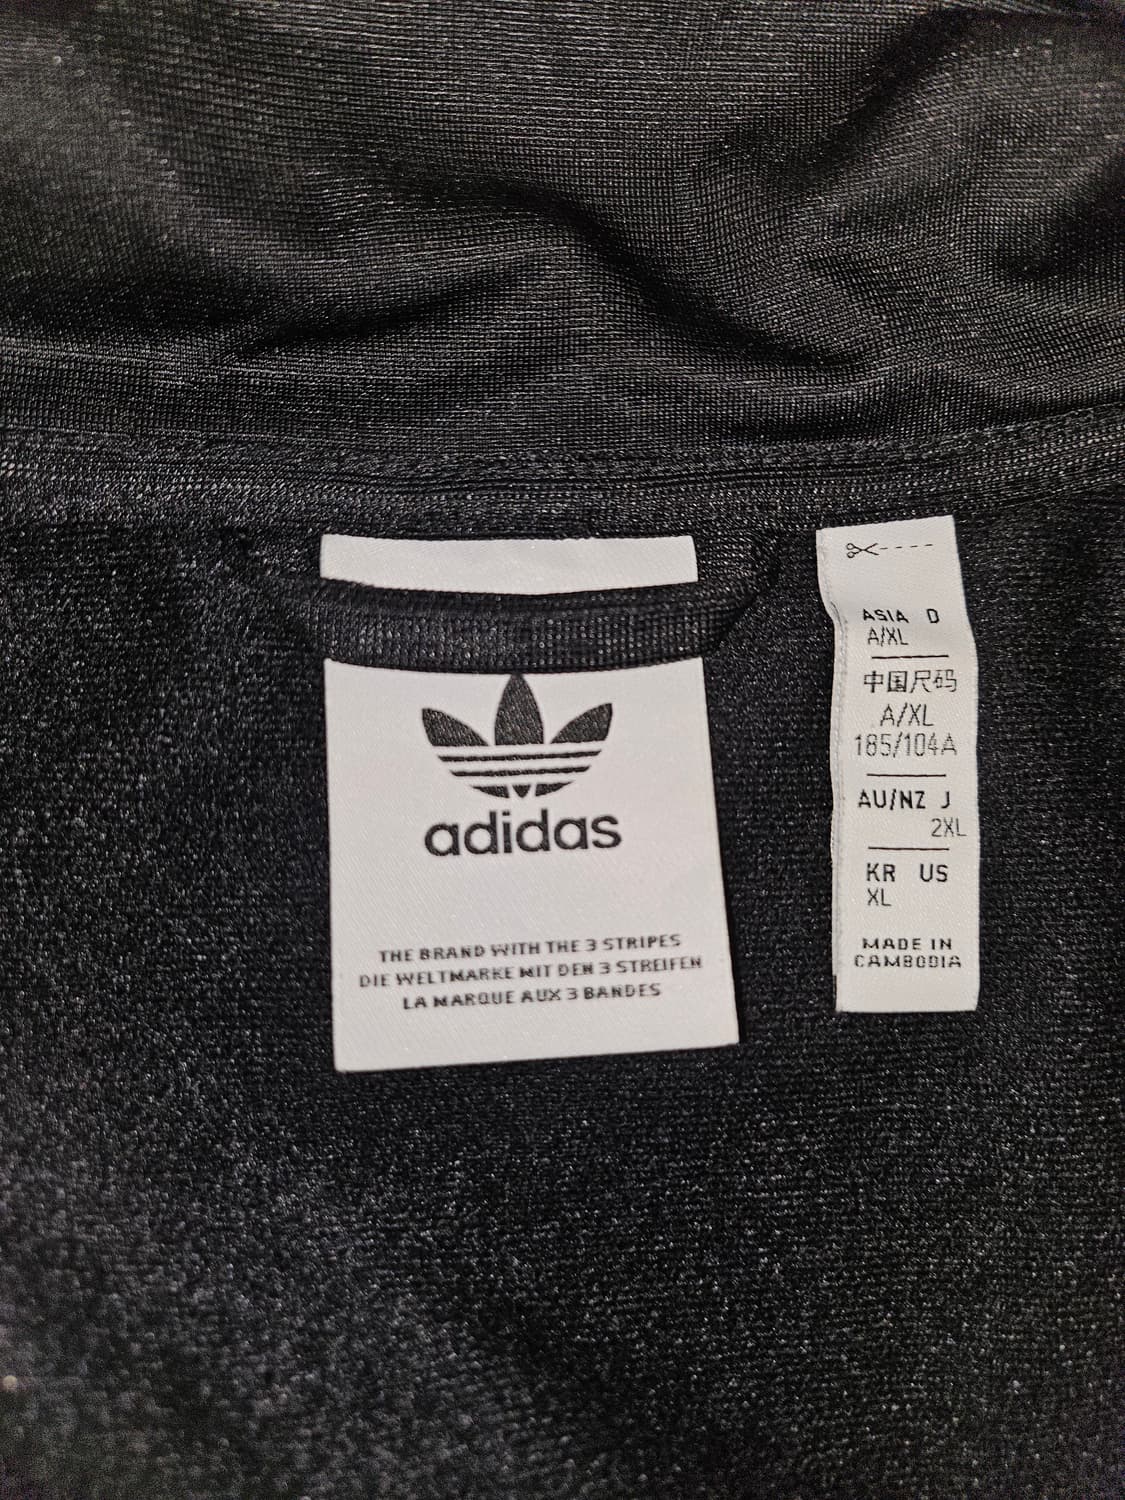 adidas
THE BRAND WITH THE 3 STRIPES
DIE WELTMARKE MIT DEN 3 STREIFEN
LA MARQUE AUX 3 BANDES
ASIA D
A/XL
中国尺码
A/XL
185/104A
AU/NZ J
2XL
KR US
XL
MADE IN
CAMBODIA